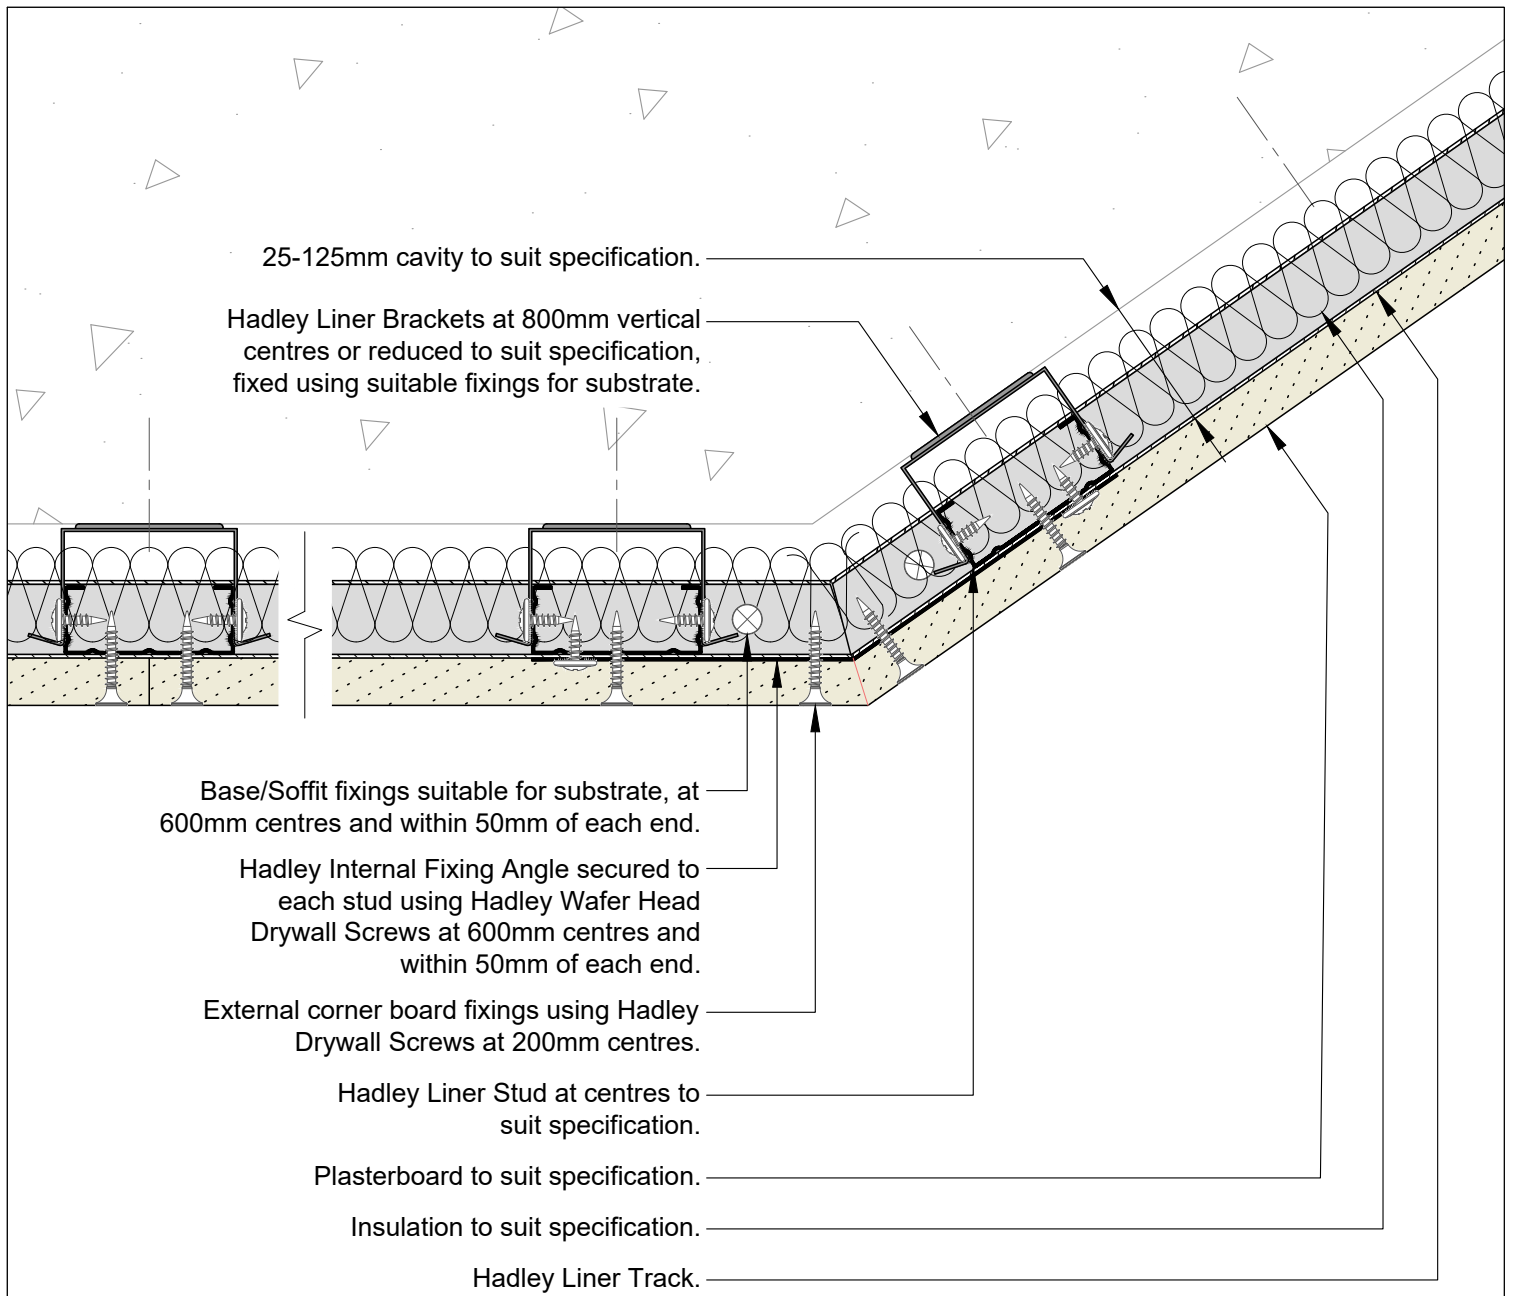 25-125mm cavity to suit specification.
Hadley Liner Brackets at 800mm vertical
centres or reduced to suit specification,
fixed using suitable fixings for substrate.
Base/Soffit fixings suitable for substrate, at
600mm centres and within 50mm of each end.
Hadley Internal Fixing Angle secured to
each stud using Hadley Wafer Head
Drywall Screws at 600mm centres and
within 50mm of each end.
External corner board fixings using Hadley
Drywall Screws at 200mm centres.
Hadley Liner Stud at centres to
suit specification.
Plasterboard to suit specification.
Insulation to suit specification.
Hadley Liner Track.